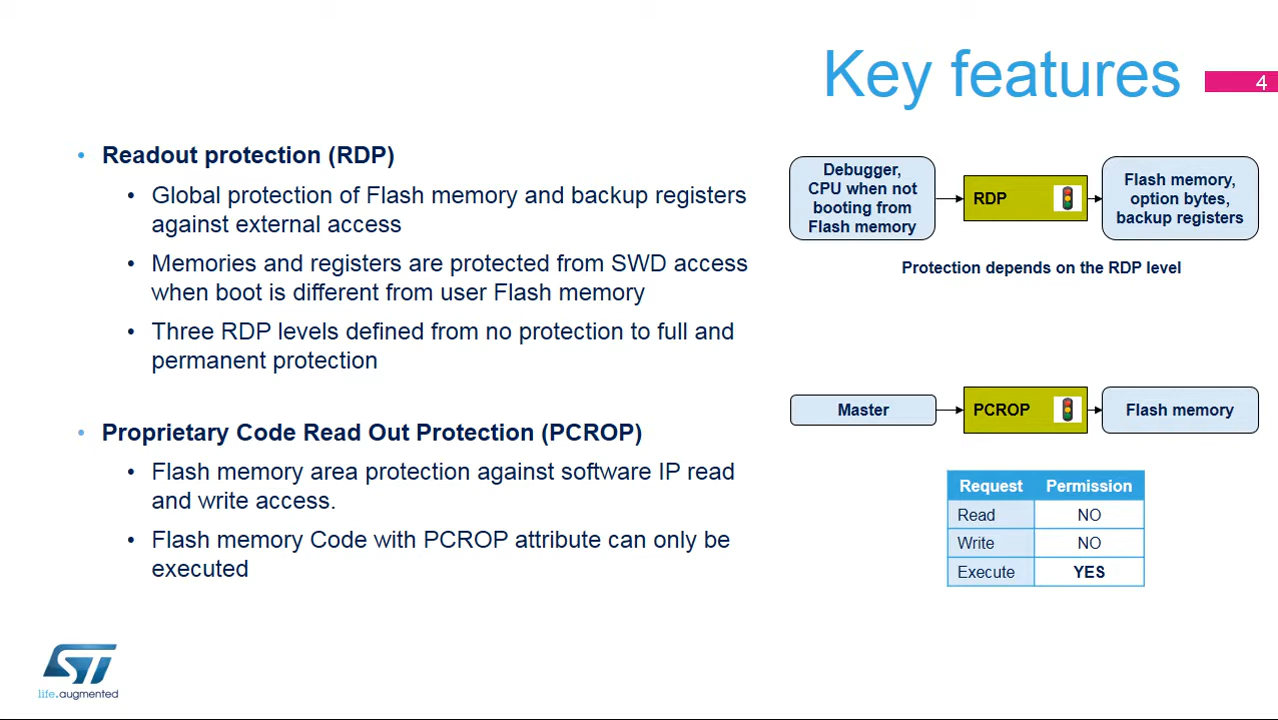 Key features
4
• Readout protection (RDP)
• Global protection of Flash memory and backup registers
against external access
• Memories and registers are protected from SWD access
when boot is different from user Flash memory
• Three RDP levels defined from no protection to full and
permanent protection
• Proprietary Code Read Out Protection (PCROP)
• Flash memory area protection against software IP read
and write access.
• Flash memory Code with PCROP attribute can only be
executed
Debugger,
CPU when not
booting from
Flash memory
RDP
Flash memory,
option bytes,
backup registers
Protection depends on the RDP level
Master
PCROP
Flash memory
Request Permission
Read NO
Write NO
Execute YES
ST
life.augmented